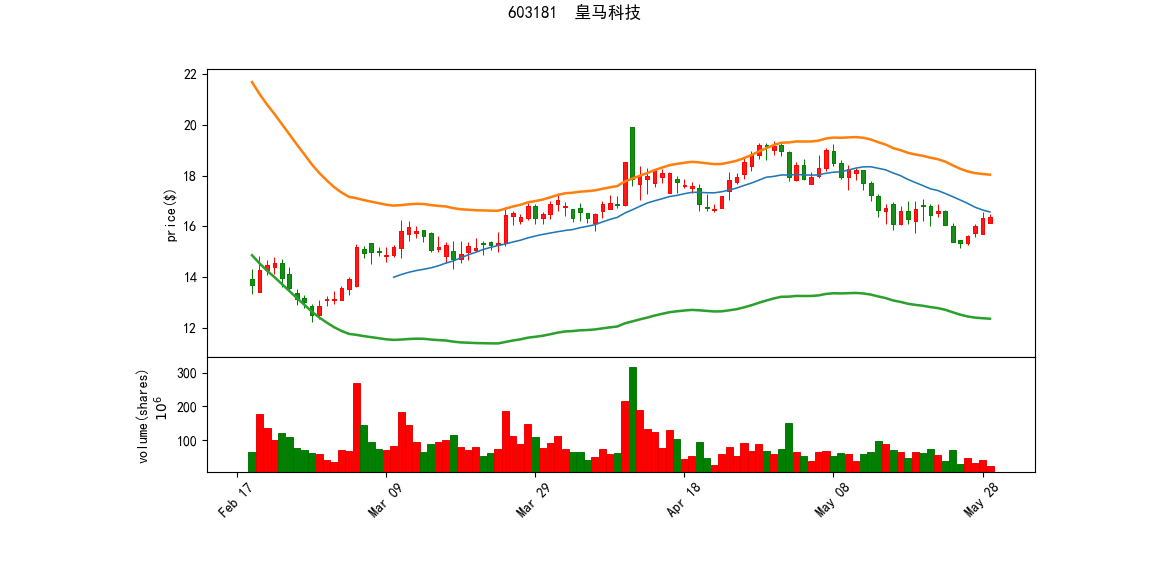 603181 皇马科技
22
20
18
16
14
12
price($)
300
200
100
volume(shares)
10^6
Feb 17
Mar 09
Mar 29
Apr 18
May 08
May 28